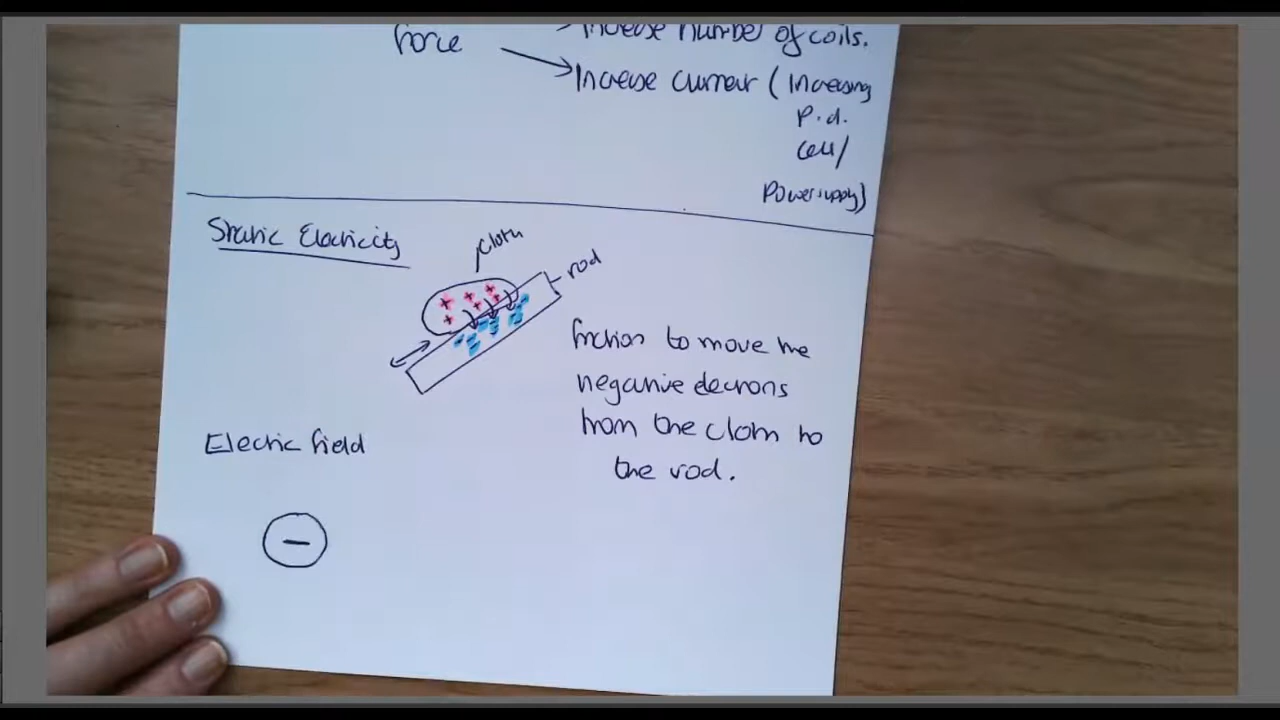 force
Increase number of coils.
Increase current ( Increasing
p.d.
cell/
Power supply)
Static Electricity
cloth
rod
friction to move the
negative electrons
from the cloth to
the rod.
Electric field